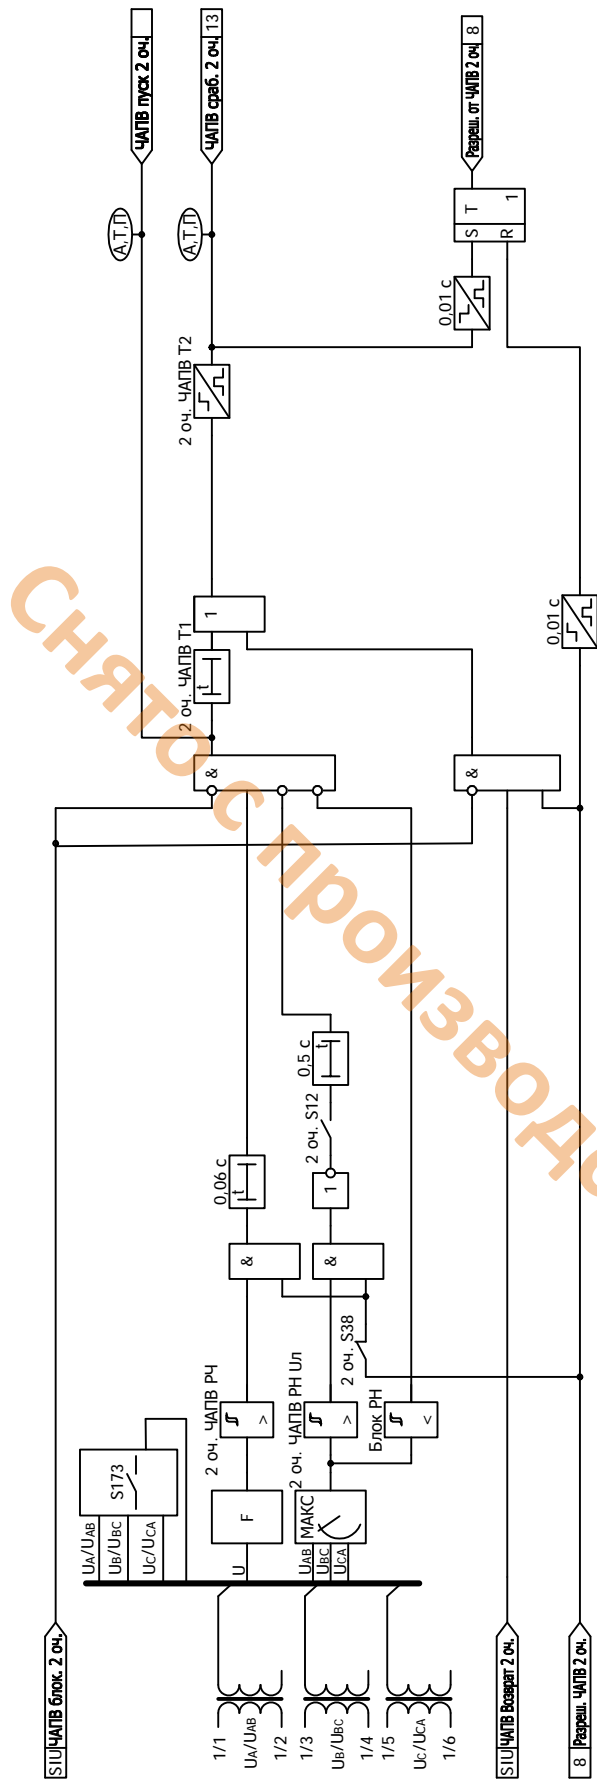 ЧАПВ пуск 2 оч.
ЧАПВ сраб. 2 оч. 13
Разреш. от ЧАПВ 2 оч 8
А,Т,П
А,Т,П
S T
R 1
0,01 с
2 оч. ЧАПВ Т2
1
2 оч. ЧАПВ Т1
t
0,01 с
&
&
0,5 с
t
2 оч. S12
0,06 с
t
1
&
&
2 оч. S38
2 оч. ЧАПВ РЧ
>
2 оч. ЧАПВ РН Uл
>
Блок РН
<
S173
UA/UAB
UB/UBC
UC/UCA
F
U
МАКС
UAB
UBC
UCA
SIU ЧАПВ блок. 2 оч.
1/1
UA/UAB
1/2
1/3
UB/UBC
1/4
1/5
UC/UCA
1/6
SIU ЧАПВ Возврат 2 оч.
8 Разреш. ЧАПВ 2 оч.
Снято с производс